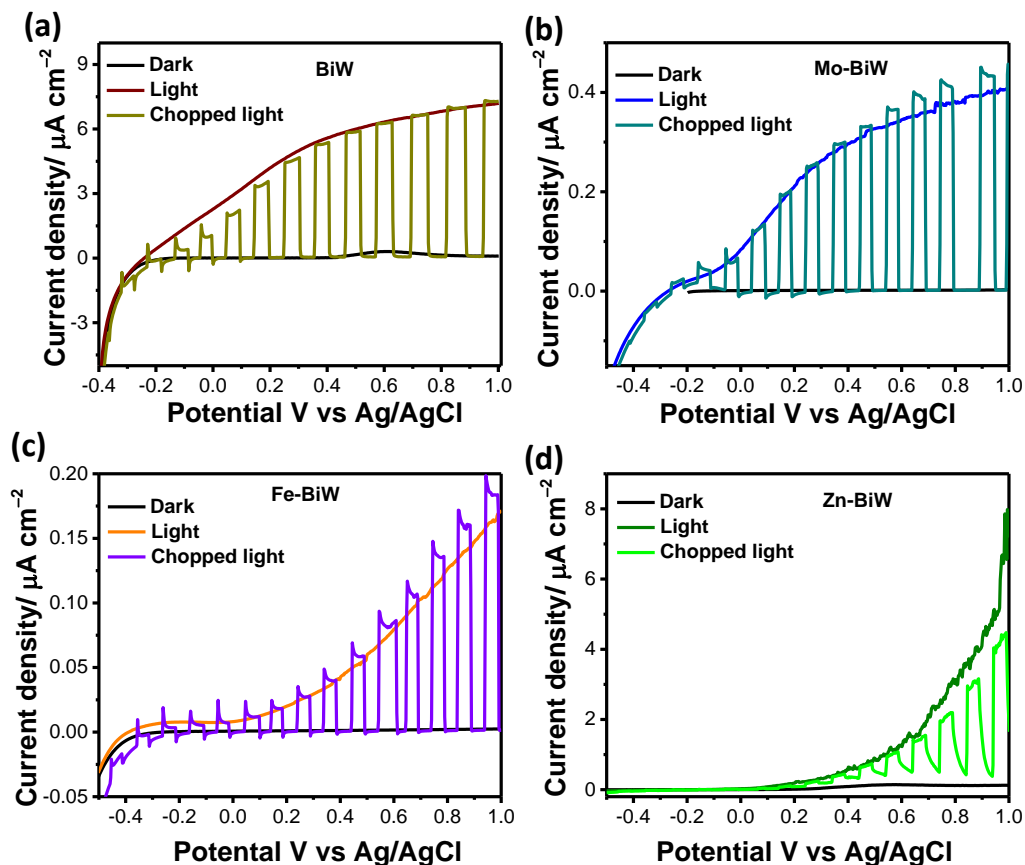 (a)
BiW
Dark
Light
Chopped light
Current density/ μA cm⁻²
9
6
3
0
-3
-0.4 -0.2 0.0 0.2 0.4 0.6 0.8 1.0
Potential V vs Ag/AgCl
(b)
Mo-BiW
Dark
Light
Chopped light
Current density/ μA cm⁻²
0.4
0.2
0.0
-0.4 -0.2 0.0 0.2 0.4 0.6 0.8 1.0
Potential V vs Ag/AgCl
(c)
Fe-BiW
Dark
Light
Chopped light
Current density/ μA cm⁻²
0.20
0.15
0.10
0.05
0.00
-0.05
-0.4 -0.2 0.0 0.2 0.4 0.6 0.8 1.0
Potential V vs Ag/AgCl
(d)
Zn-BiW
Dark
Light
Chopped light
Current density/ μA cm⁻²
8
6
4
2
0
-0.4 -0.2 0.0 0.2 0.4 0.6 0.8 1.0
Potential V vs Ag/AgCl